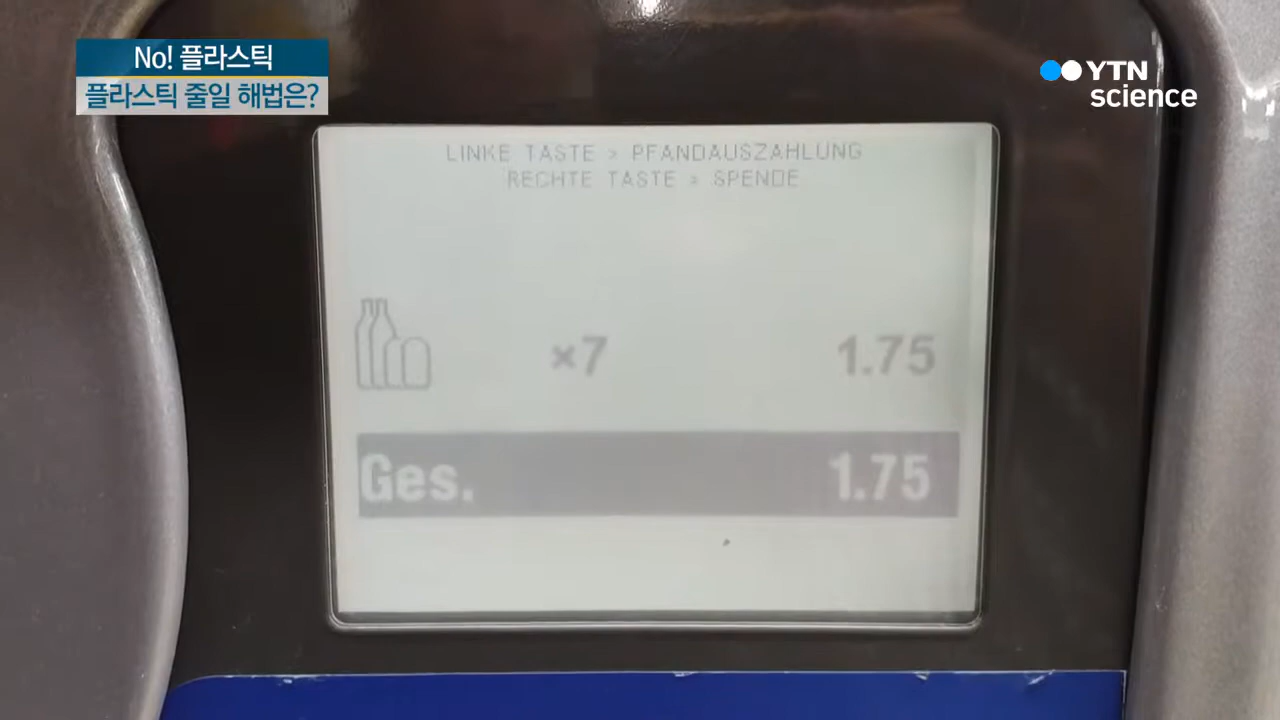 No! 플라스틱
플라스틱 줄일 해법은?
YTN
science
LINKE TASTE > PFANDAUSZAHLUNG
RECHTE TASTE > SPENDE
×7 1.75
Ges. 1.75